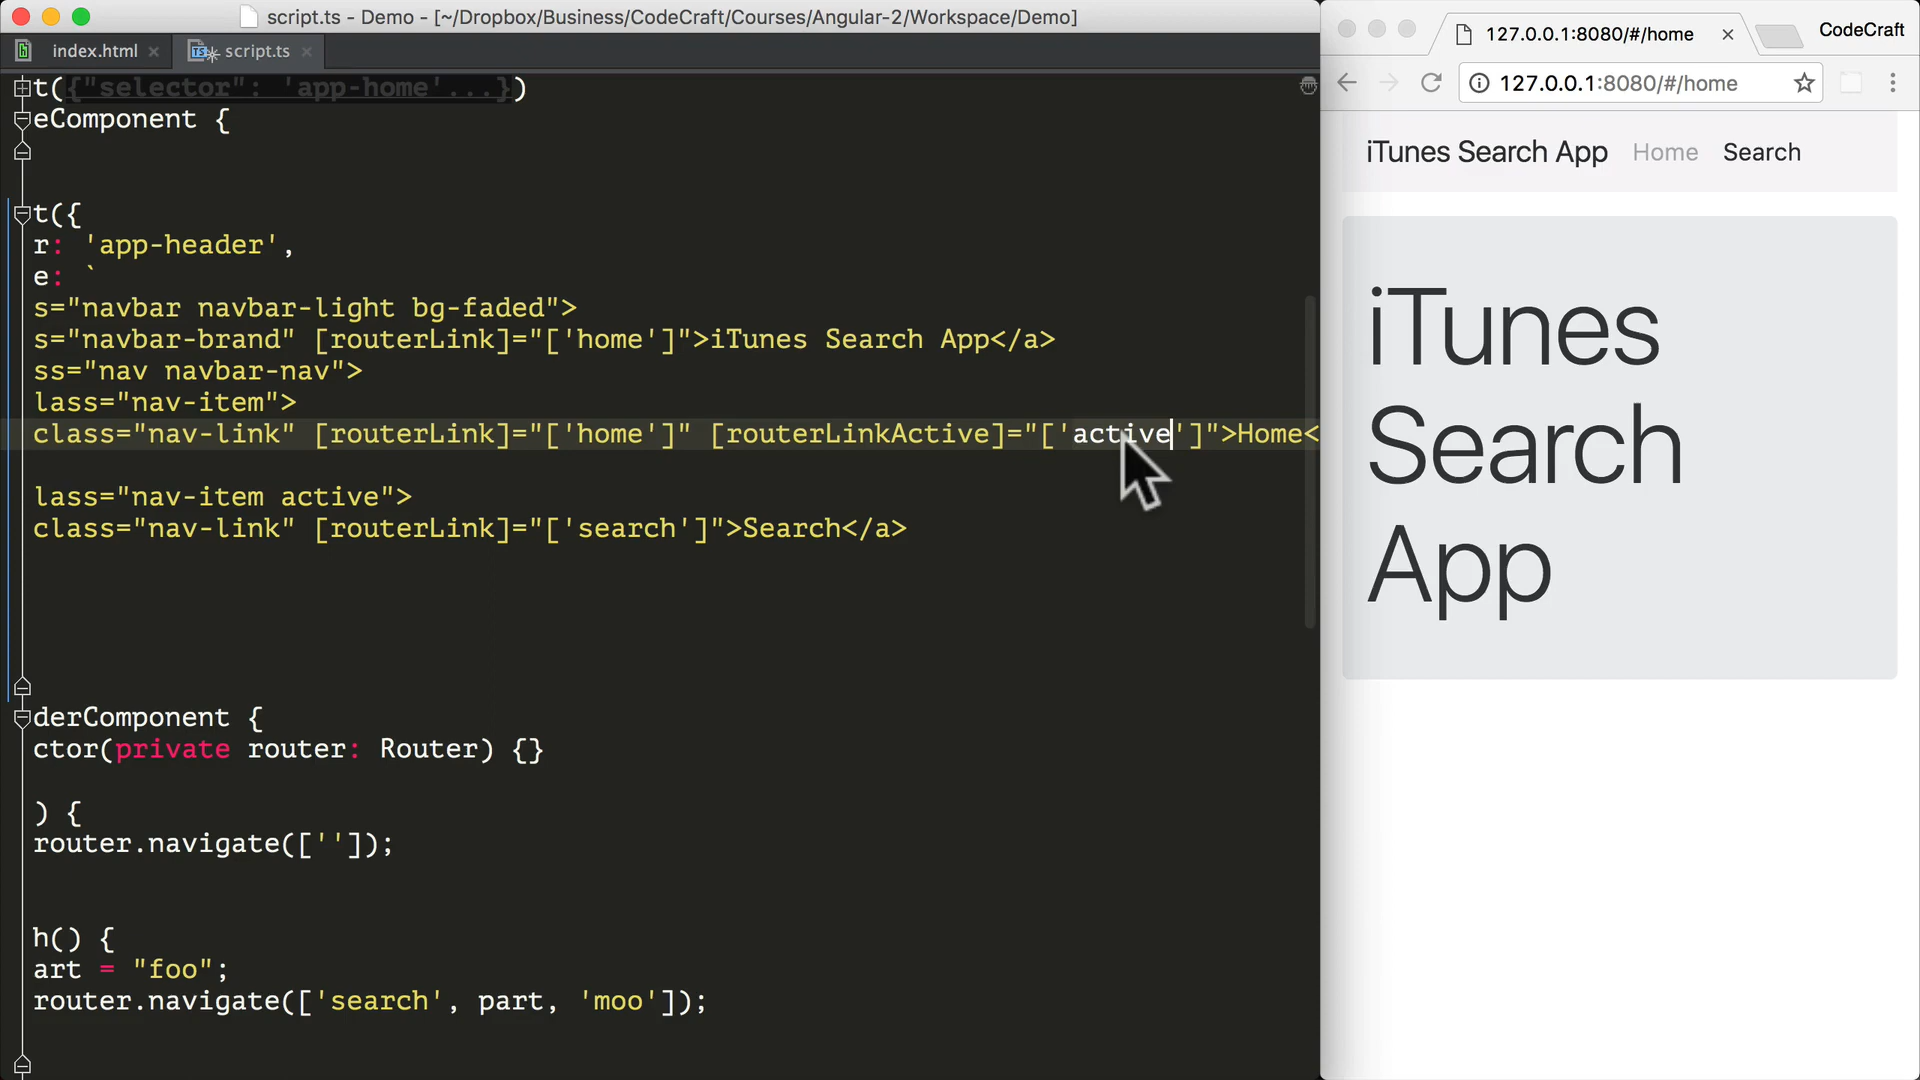 script.ts - Demo - [~/Dropbox/Business/CodeCraft/Courses/Angular-2/Workspace/Demo]
index.html
script.ts
t({"selector": 'app-home'...})
eComponent {
t({
r: 'app-header',
e: `
s="navbar navbar-light bg-faded">
s="navbar-brand" [routerLink]="['home']">iTunes Search App</a>
ss="nav navbar-nav">
lass="nav-item">
class="nav-link" [routerLink]="['home']" [routerLinkActive]="['active']">Home<
lass="nav-item active">
class="nav-link" [routerLink]="['search']">Search</a>
derComponent {
ctor(private router: Router) {}
) {
router.navigate(['']);
h() {
art = "foo";
router.navigate(['search', part, 'moo']);
127.0.0.1:8080/#/home
CodeCraft
127.0.0.1:8080/#/home
iTunes Search App Home Search
iTunes
Search
App